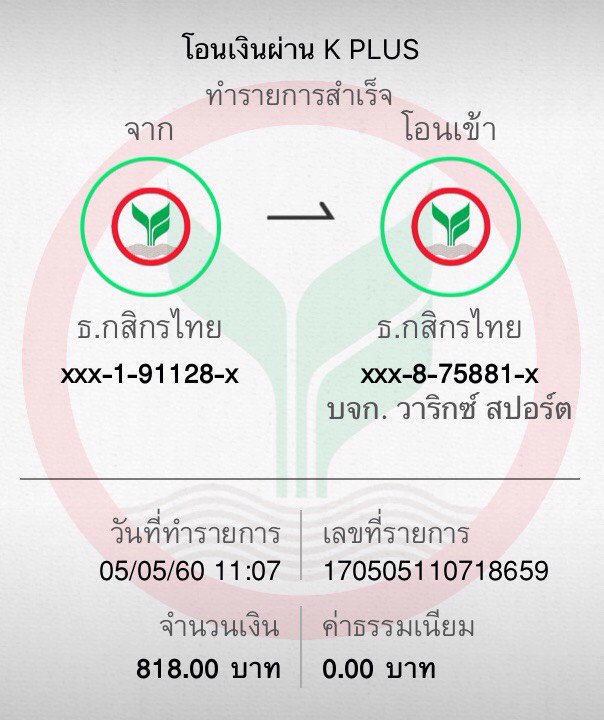 โอนเงินผ่าน K PLUS
ทำรายการสำเร็จ
จาก
โอนเข้า
ธ.กสิกรไทย
ธ.กสิกรไทย
xxx-1-91128-x
xxx-8-75881-x
บจก. วาริกซ์ สปอร์ต
วันที่ทำรายการ
เลขที่รายการ
05/05/60 11:07
170505110718659
จำนวนเงิน
ค่าธรรมเนียม
818.00 บาท
0.00 บาท